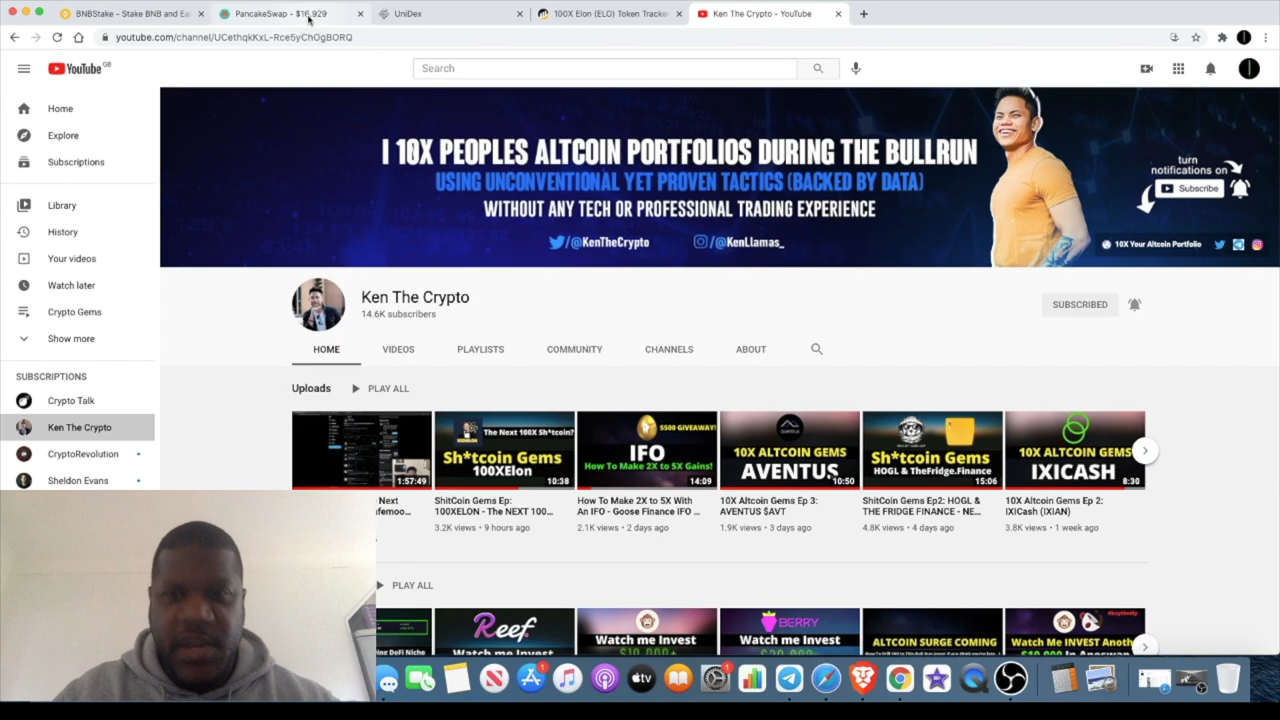 BNBStake - Stake BNB and Ea
PancakeSwap - $16.929
UniDex
100X Elon (ELO) Token Tracker
Ken The Crypto - YouTube
youtube.com/channel/UCethqkKxL-Rce5yChOgBORQ
YouTube GB
Search
Home
Explore
Subscriptions
Library
History
Your videos
Watch later
Crypto Gems
Show more
SUBSCRIPTIONS
Crypto Talk
Ken The Crypto
CryptoRevolution
Sheldon Evans
I 10X PEOPLES ALTCOIN PORTFOLIOS DURING THE BULLRUN
USING UNCONVENTIONAL YET PROVEN TACTICS (BACKED BY DATA)
WITHOUT ANY TECH OR PROFESSIONAL TRADING EXPERIENCE
/@KenTheCrypto
/@KenLlamas_
turn
notifications on
Subscribe
10X Your Altcoin Portfolio
Ken The Crypto
14.6K subscribers
SUBSCRIBED
HOME
VIDEOS
PLAYLISTS
COMMUNITY
CHANNELS
ABOUT
Uploads
PLAY ALL
1:57:49
The Next 100X Sh*tcoin?
Sh*tcoin Gems
100XElon
10:38
$500 GIVEAWAY!
IFO
How To Make 2X to 5X Gains!
14:09
AVENTUS
10X ALTCOIN GEMS
AVENTUS
10:50
Sh*tcoin Gems
HOGL & TheFridge.Finance
15:06
10X ALTCOIN GEMS
IXICASH
8:30
Next
afemoo...
ShitCoin Gems Ep:
100XELON - The NEXT 100...
3.2K views • 9 hours ago
How To Make 2X to 5X With
An IFO - Goose Finance IFO ...
2.1K views • 2 days ago
10X Altcoin Gems Ep 3:
AVENTUS $AVT
1.9K views • 3 days ago
ShitCoin Gems Ep2: HOGL &
THE FRIDGE FINANCE - NE...
4.8K views • 4 days ago
10X Altcoin Gems Ep 2:
IXICash (IXIAN)
3.8K views • 1 week ago
PLAY ALL
Reef
Watch me Invest
Watch me Invest
BERRY
Watch me Invest
ALTCOIN SURGE COMING
Watch Me INVEST Anoth